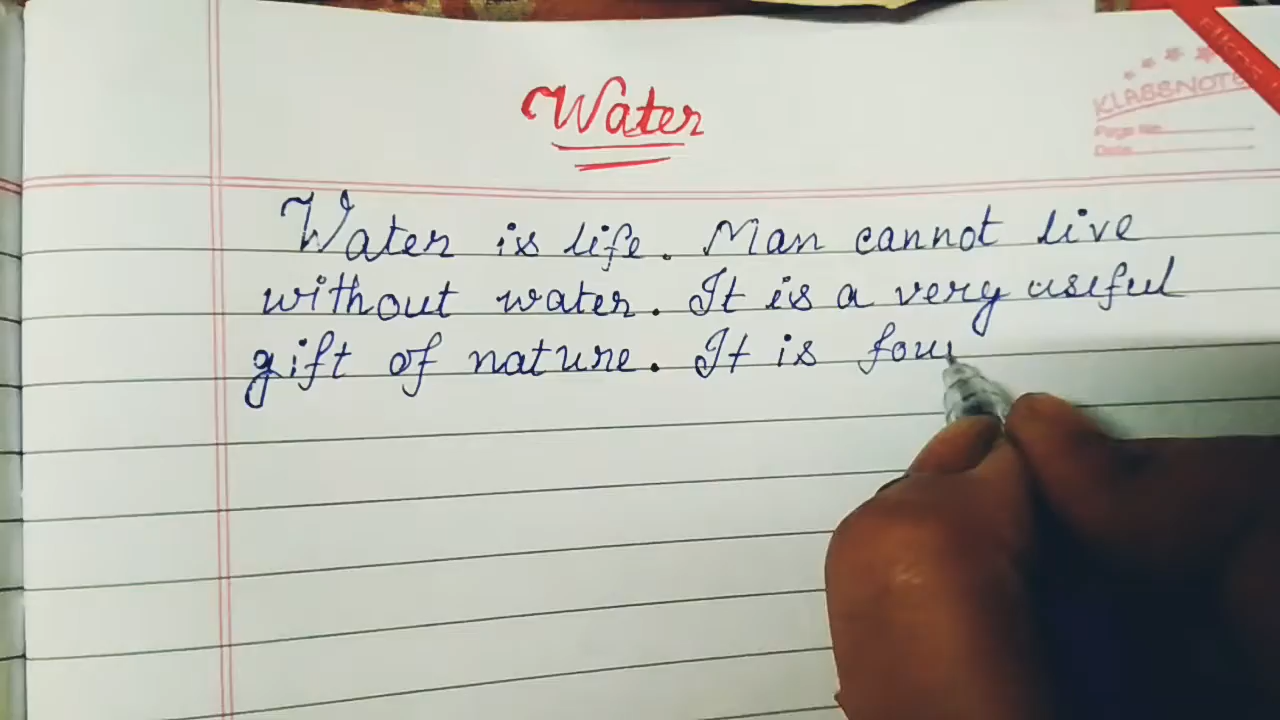 Water
KLASSNOTE
Page No.
Date
Water is life. Man cannot live
without water. It is a very useful
gift of nature. It is fou